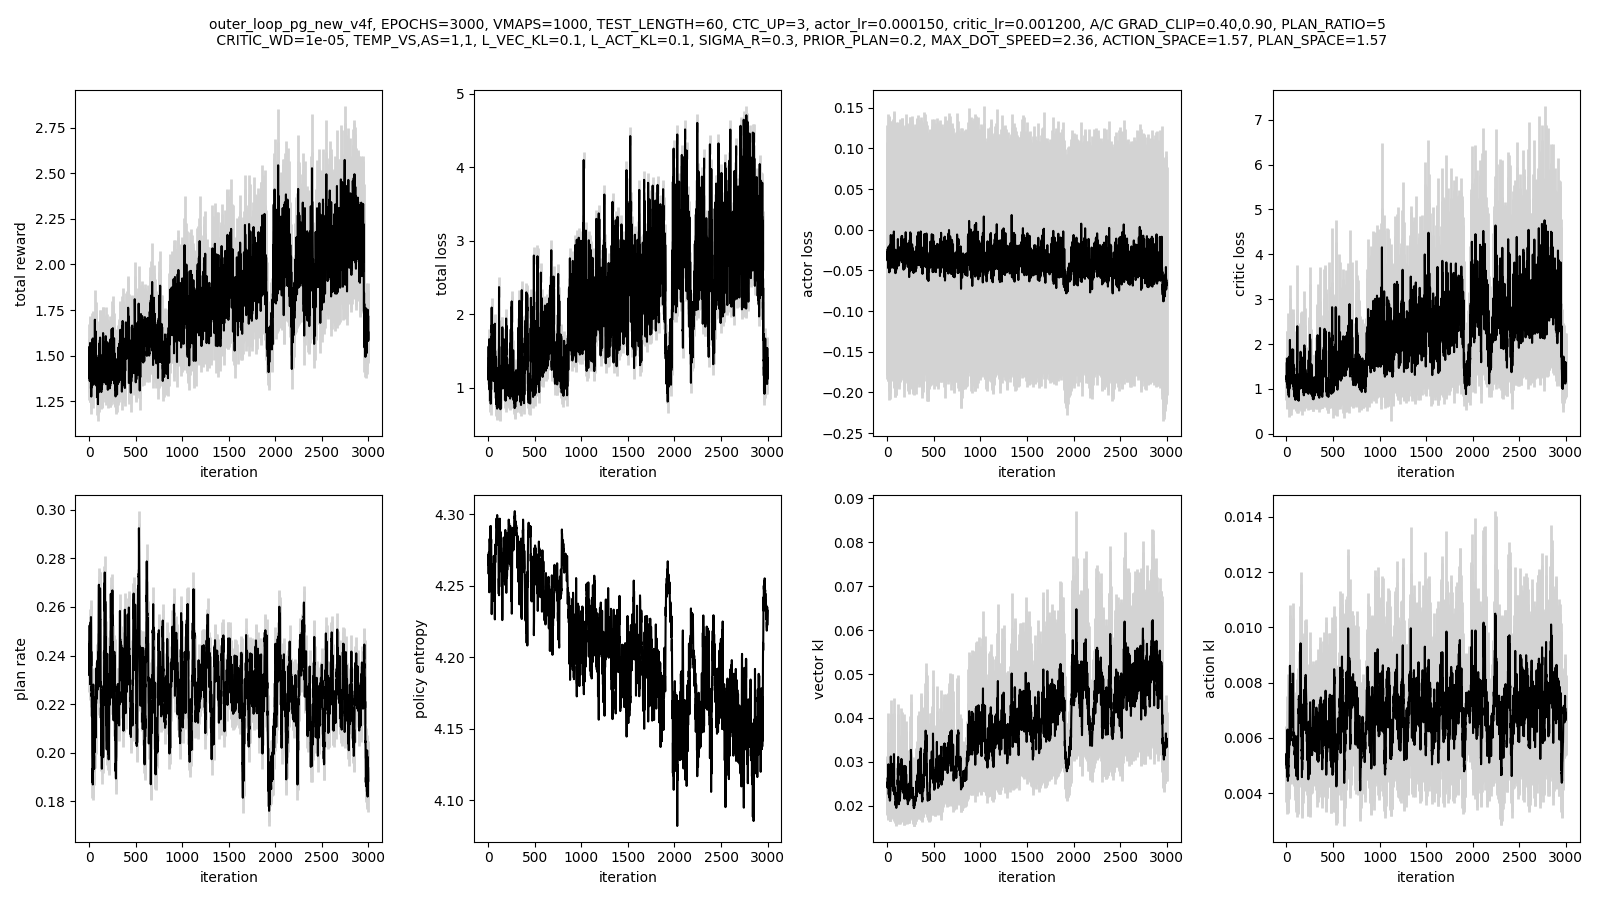 outer_loop_pg_new_v4f, EPOCHS=3000, VMAPS=1000, TEST_LENGTH=60, CTC_UP=3, actor_lr=0.000150, critic_lr=0.001200, A/C GRAD_CLIP=0.40,0.90, PLAN_RATIO=5
CRITIC_WD=1e-05, TEMP_VS,AS=1,1, L_VEC_KL=0.1, L_ACT_KL=0.1, SIGMA_R=0.3, PRIOR_PLAN=0.2, MAX_DOT_SPEED=2.36, ACTION_SPACE=1.57, PLAN_SPACE=1.57
total reward
2.75
2.50
2.25
2.00
1.75
1.50
1.25
0 500 1000 1500 2000 2500 3000
iteration
total loss
5
4
3
2
1
0 500 1000 1500 2000 2500 3000
iteration
actor loss
0.15
0.10
0.05
0.00
−0.05
−0.10
−0.15
−0.20
−0.25
0 500 1000 1500 2000 2500 3000
iteration
critic loss
7
6
5
4
3
2
1
0
0 500 1000 1500 2000 2500 3000
iteration
plan rate
0.30
0.28
0.26
0.24
0.22
0.20
0.18
0 500 1000 1500 2000 2500 3000
iteration
policy entropy
4.30
4.25
4.20
4.15
4.10
0 500 1000 1500 2000 2500 3000
iteration
vector kl
0.09
0.08
0.07
0.06
0.05
0.04
0.03
0.02
0 500 1000 1500 2000 2500 3000
iteration
action kl
0.014
0.012
0.010
0.008
0.006
0.004
0 500 1000 1500 2000 2500 3000
iteration